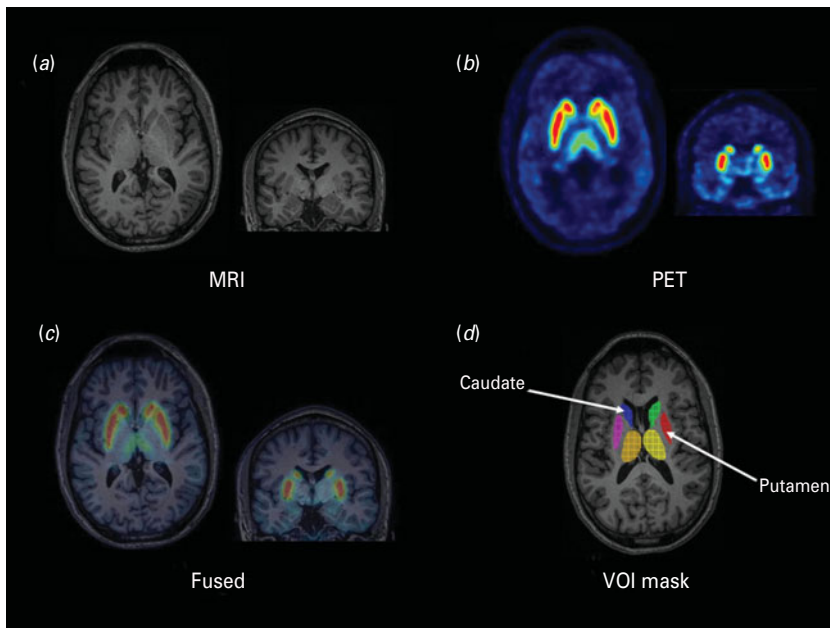 (a)
MRI
(b)
PET
(c)
Fused
(d)
Caudate
Putamen
VOI mask